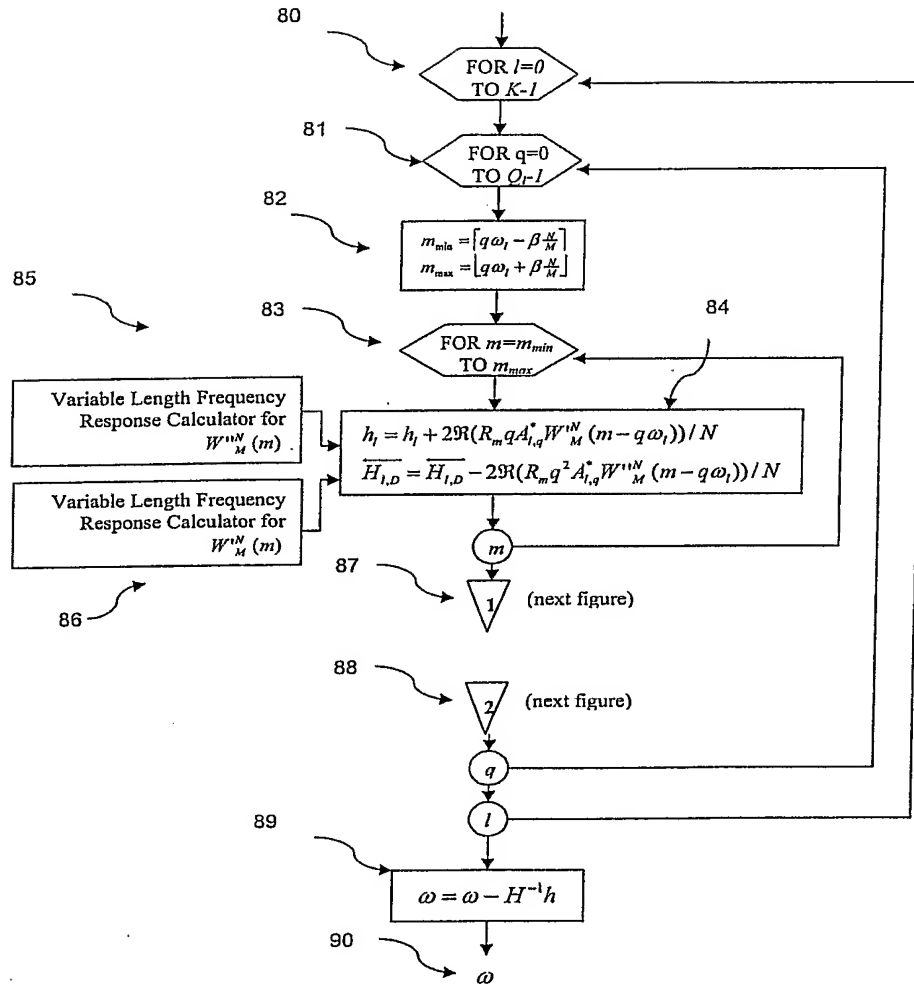 80
FOR l=0
TO K-1
81
FOR q=0
TO Q_l-1
82
m_min = ⌈qω_l − β N/M⌉
m_max = ⌊qω_l + β N/M⌋
85
83
84
FOR m=m_min
TO m_max
Variable Length Frequency
Response Calculator for
W''^N_M (m)
h_l = h_l + 2ℜ(R_m q A*_{l,q} W'^N_M (m − qω_l)) / N
H_{l,D} = H_{l,D} − 2ℜ(R_m q² A*_{l,q} W''^N_M (m − qω_l)) / N
Variable Length Frequency
Response Calculator for
W'^N_M (m)
86
m
87
1
(next figure)
88
2
(next figure)
q
l
89
ω = ω − H⁻¹h
90
ω